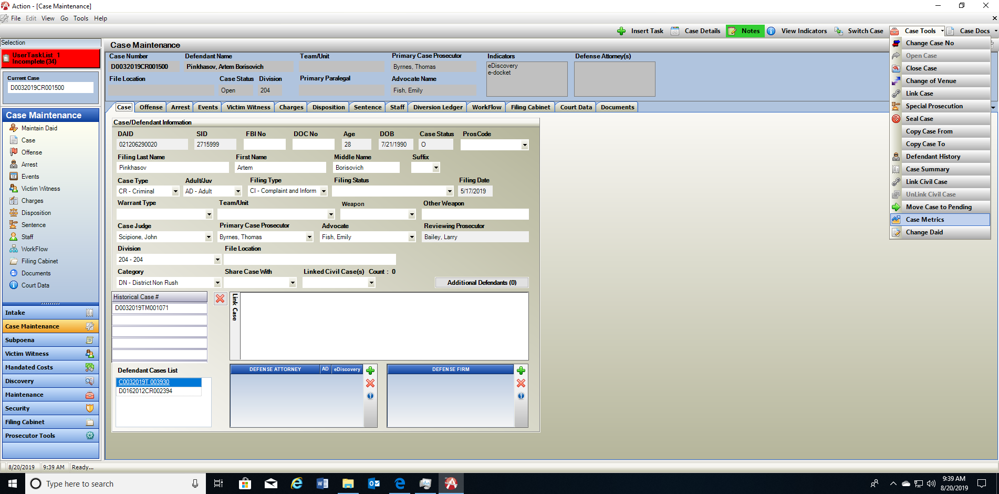 Action - [Case Maintenance]
File Edit View Go Tools Help
Insert Task Case Details Notes View Indicators Switch Case Case Tools Case Docs
Selection
UserTaskList_1
Incomplete (34)
Current Case
D0032019CR001500
Case Maintenance
Maintain Daid
Case
Offense
Arrest
Events
Victim Witness
Charges
Disposition
Sentence
Staff
WorkFlow
Filing Cabinet
Documents
Court Data
Intake
Case Maintenance
Subpoena
Victim Witness
Mandated Costs
Discovery
Maintenance
Security
Filing Cabinet
Prosecutor Tools
Case Maintenance
Case Number Defendant Name Team/Unit Primary Case Prosecutor Indicators Defense Attorney(s)
D0032019CR001500 Pinkhasov, Artem Borisovich Byrnes, Thomas eDiscovery
e-docket
File Location Case Status Division Primary Paralegal Advocate Name
Open 204 Fish, Emily
Case Offense Arrest Events Victim Witness Charges Disposition Sentence Staff Diversion Ledger WorkFlow Filing Cabinet Court Data Documents
Case/Defendant Information
DAID SID FBI No DOC No Age DOB Case Status ProsCode
021206290020 2715999 28 7/21/1990 O
Filing Last Name First Name Middle Name Suffix
Pinkhasov Artem Borisovich
Case Type Adult/Juv Filing Type Filing Status Filing Date
CR - Criminal AD - Adult CI - Complaint and Inform 5/17/2019
Warrant Type Team/Unit Weapon Other Weapon
Case Judge Primary Case Prosecutor Advocate Reviewing Prosecutor
Scipione, John Byrnes, Thomas Fish, Emily Bailey, Larry
Division File Location
204 - 204
Category Share Case With Linked Civil Case(s) Count : 0
DN - District Non Rush Additional Defendants (0)
Historical Case #
D0032019TM001071
Link Case
Defendant Cases List
C0032019T 003930
D0162012CR002394
DEFENSE ATTORNEY AD eDiscovery
DEFENSE FIRM
Change Case No
Open Case
Close Case
Change of Venue
Link Case
Special Prosecution
Seal Case
Copy Case From
Copy Case To
Defendant History
Case Summary
Link Civil Case
UnLink Civil Case
Move Case to Pending
Case Metrics
Change Daid
8/20/2019 9:39 AM Ready...
Type here to search
9:39 AM
8/20/2019